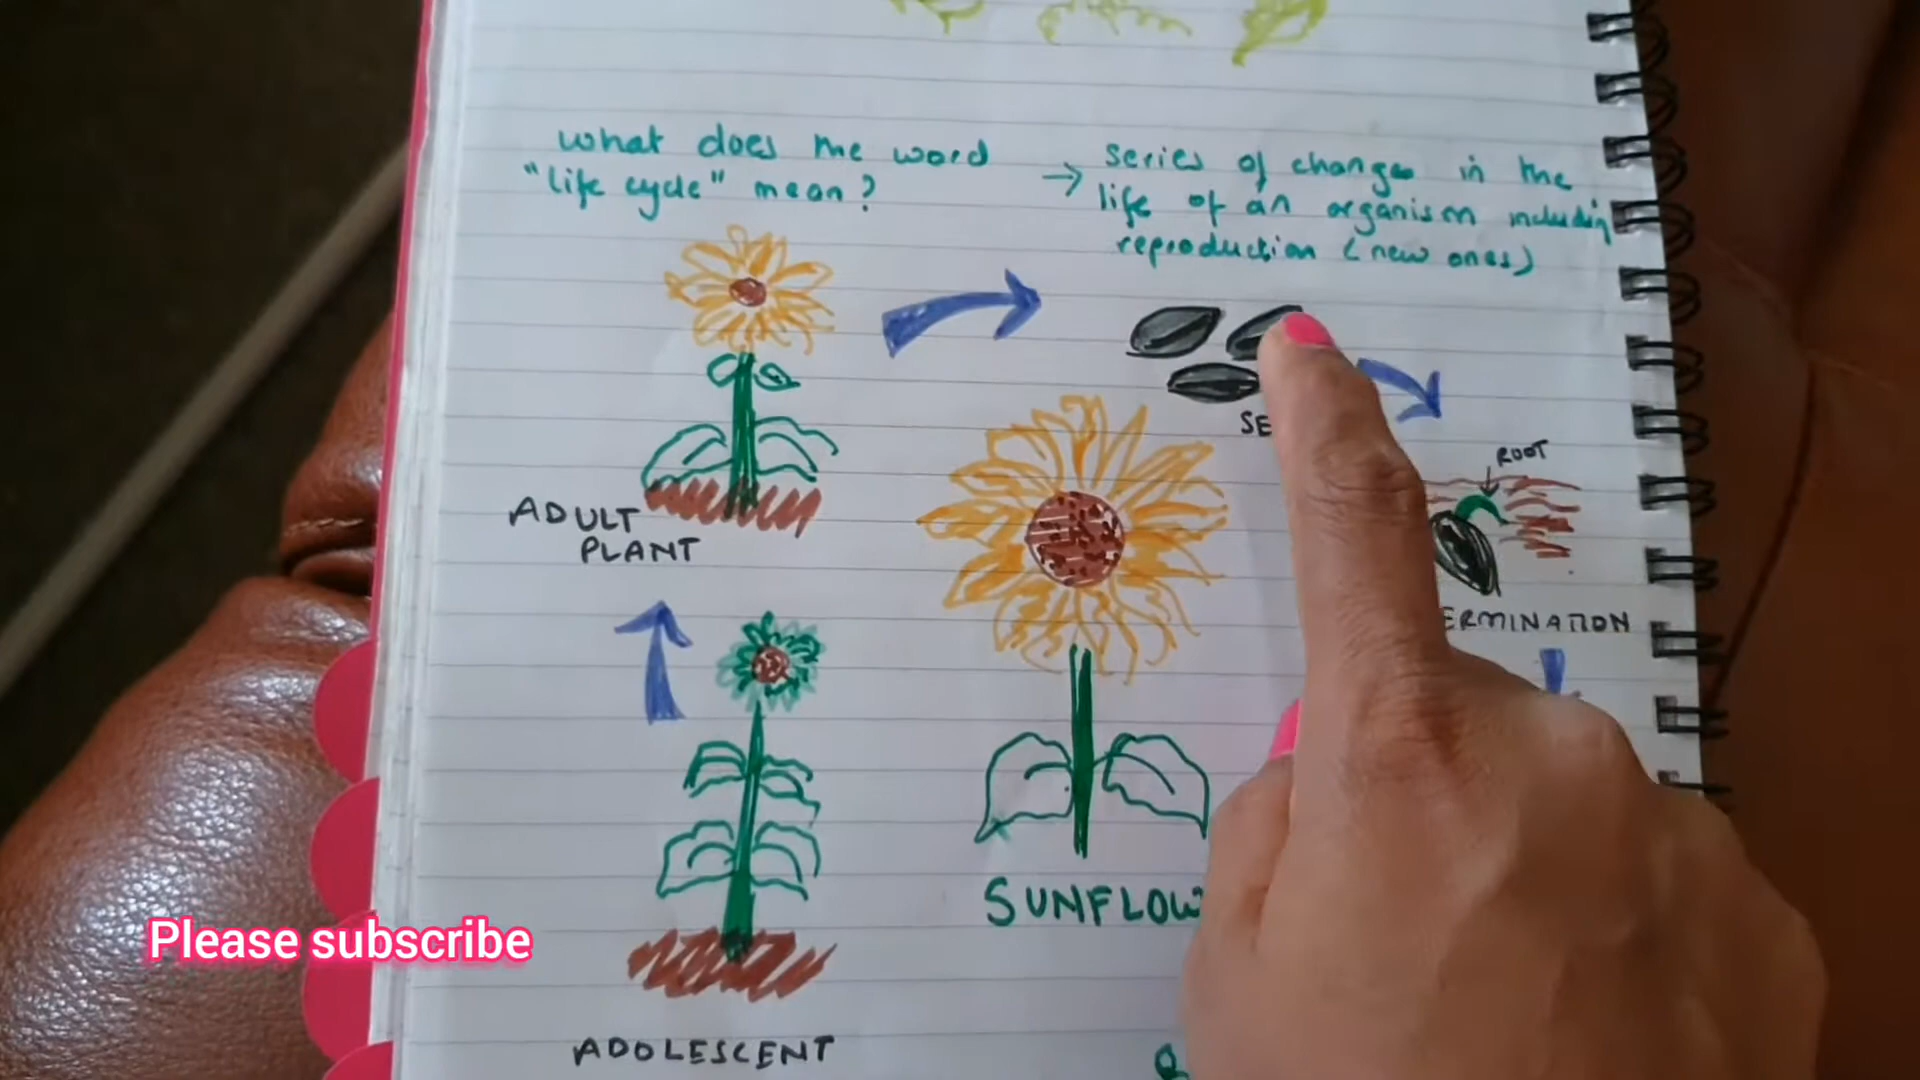 what does the word
"life cycle" mean?
→ series of changes in the
life of an organism including
reproduction (new ones)
SE
ROOT
ADULT
PLANT
ERMINATION
SUNFLOW
Please subscribe
ADOLESCENT